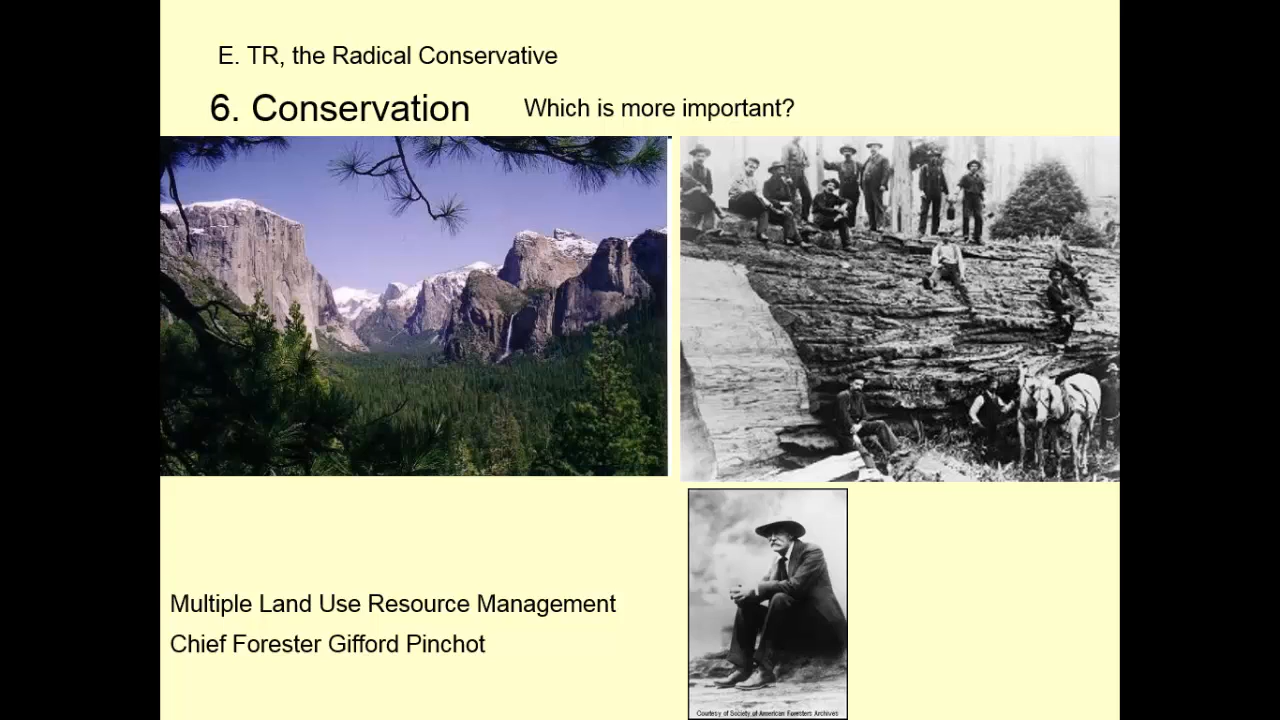 E. TR, the Radical Conservative
6. Conservation Which is more important?
Multiple Land Use Resource Management
Chief Forester Gifford Pinchot
Courtesy of Society of American Foresters Archives